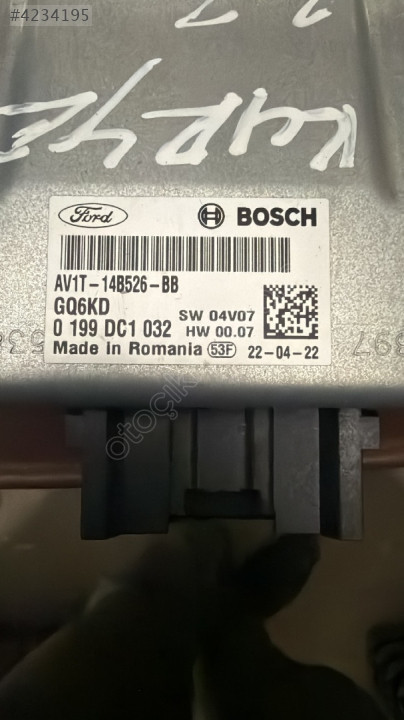 #4234195
Ford
BOSCH
AV1T-14B526-BB
GQ6KD
0 199 DC1 032
SW 04V07
HW 00.07
Made in Romania 53F 22-04-22
otoçık